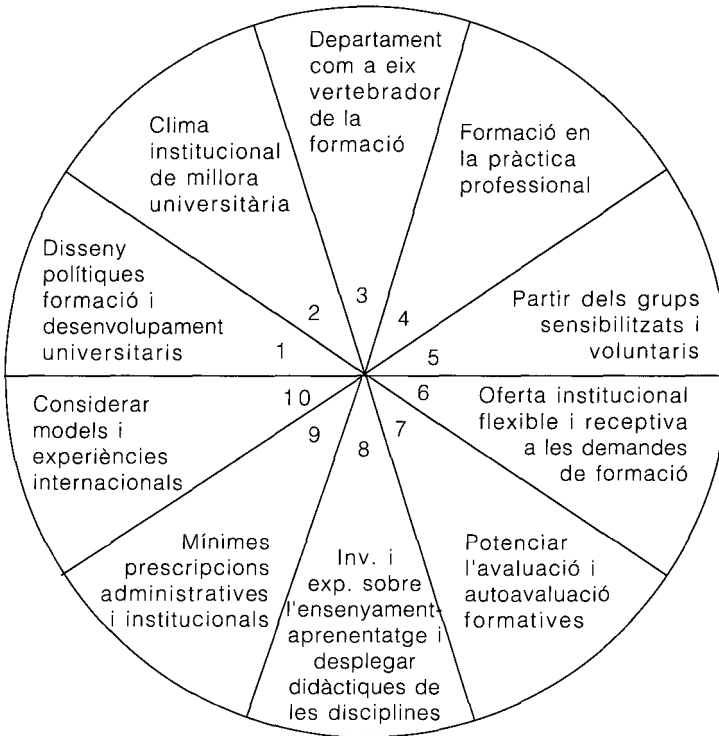 Disseny
polítiques
formació i
desenvolupament
universitaris
1
Clima
institucional
de millora
universitària
2
Departament
com a eix
vertebrador
de la
formació
3
Formació en
la pràctica
professional
4
Partir dels grups
sensibilitzats i
voluntaris
5
Oferta institucional
flexible i receptiva
a les demandes
de formació
6
Potenciar
l'avaluació i
autoavaluació
formatives
7
Inv. i
exp. sobre
l'ensenyament-
aprenentatge i
desplegar
didàctiques de
les disciplines
8
Mínimes
prescripcions
administratives
i institucionals
9
Considerar
models i
experiències
internacionals
10